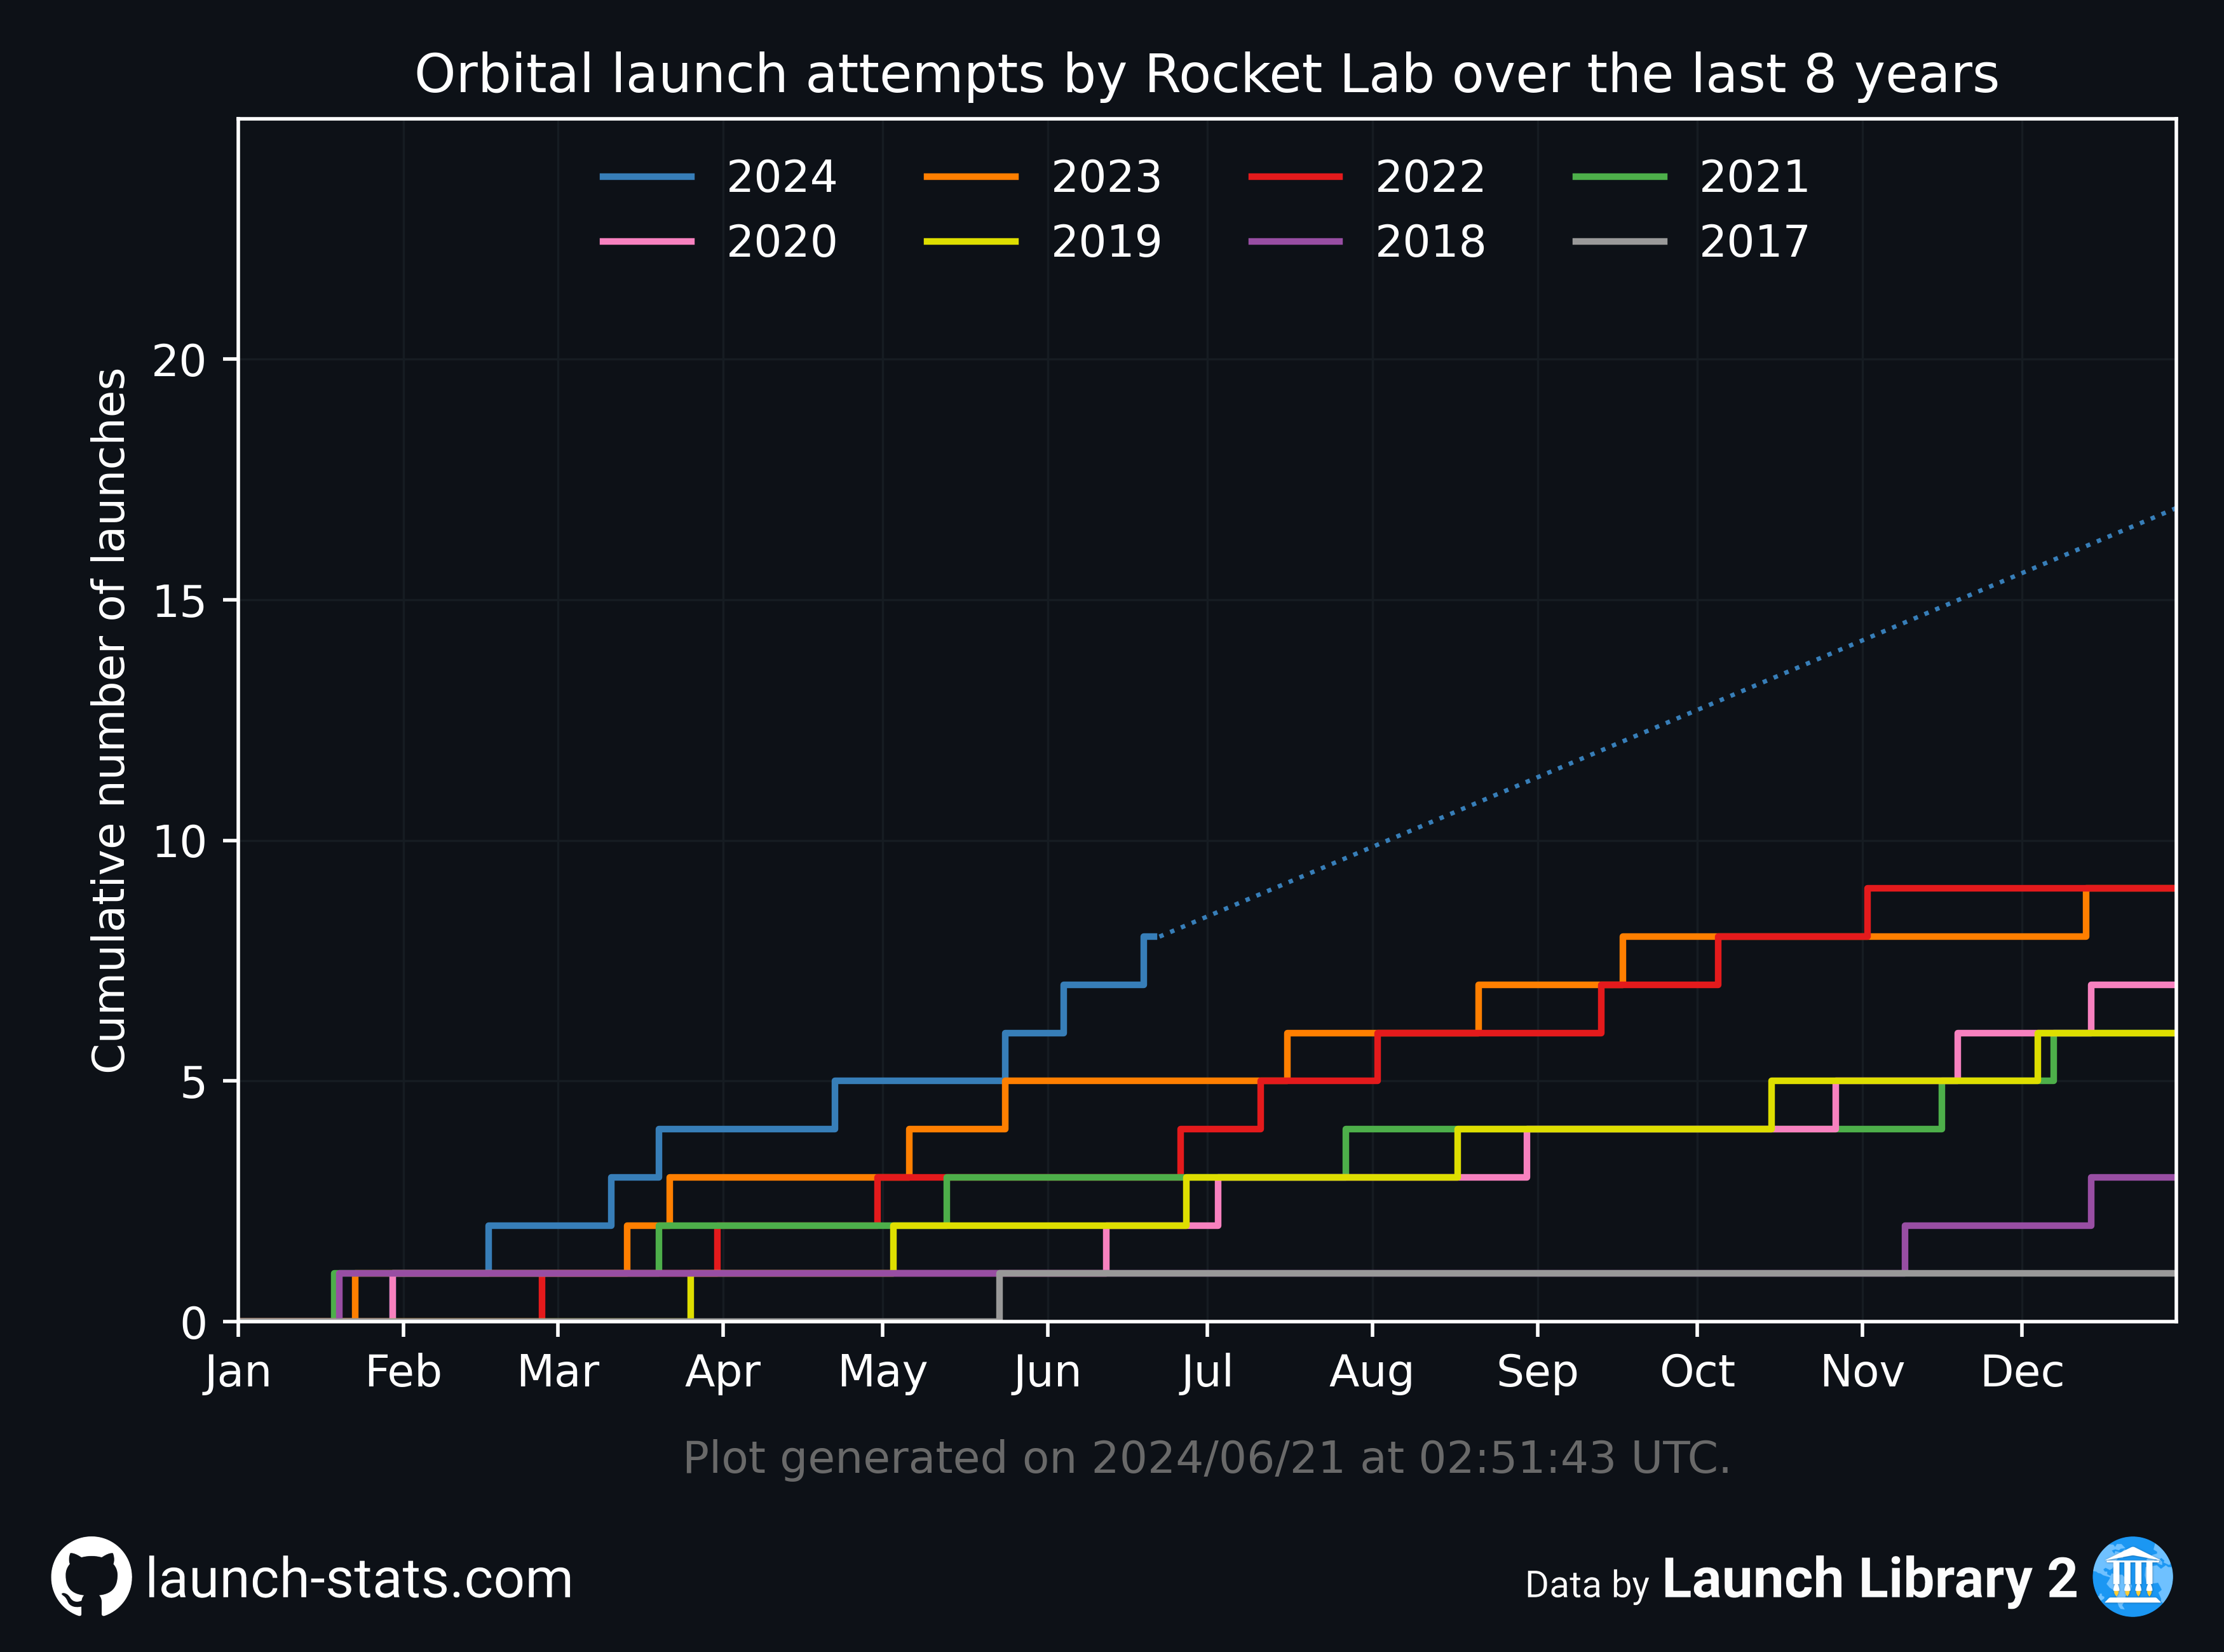 Orbital launch attempts by Rocket Lab over the last 8 years
2024 2023 2022 2021
2020 2019 2018 2017
Cumulative number of launches
20
15
10
5
0
Jan Feb Mar Apr May Jun Jul Aug Sep Oct Nov Dec
Plot generated on 2024/06/21 at 02:51:43 UTC.
launch-stats.com
Data by Launch Library 2